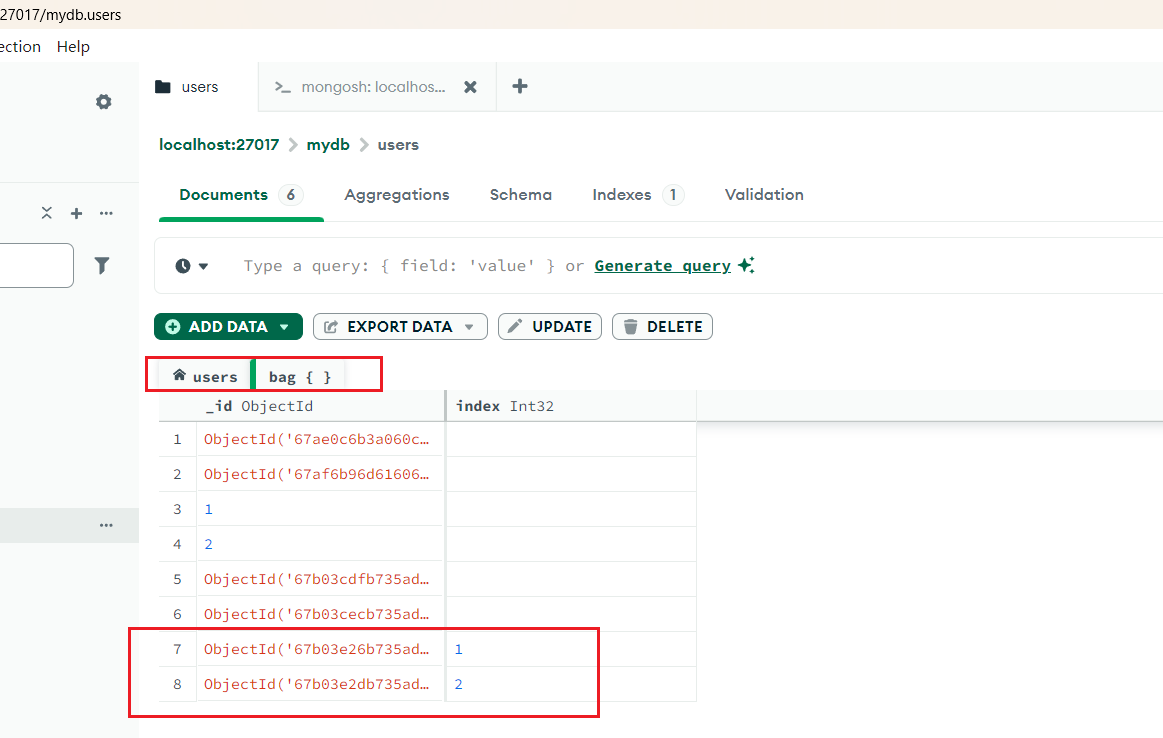 27017/mydb.users
ection Help
users
mongosh: localhos...
localhost:27017 mydb users
Documents 6 Aggregations Schema Indexes 1 Validation
Type a query: { field: 'value' } or Generate query
ADD DATA EXPORT DATA UPDATE DELETE
users bag { }
_id ObjectId index Int32
1 ObjectId('67ae0c6b3a060c…
2 ObjectId('67af6b96d61606…
3 1
4 2
5 ObjectId('67b03cdfb735ad…
6 ObjectId('67b03cecb735ad…
7 ObjectId('67b03e26b735ad… 1
8 ObjectId('67b03e2db735ad… 2